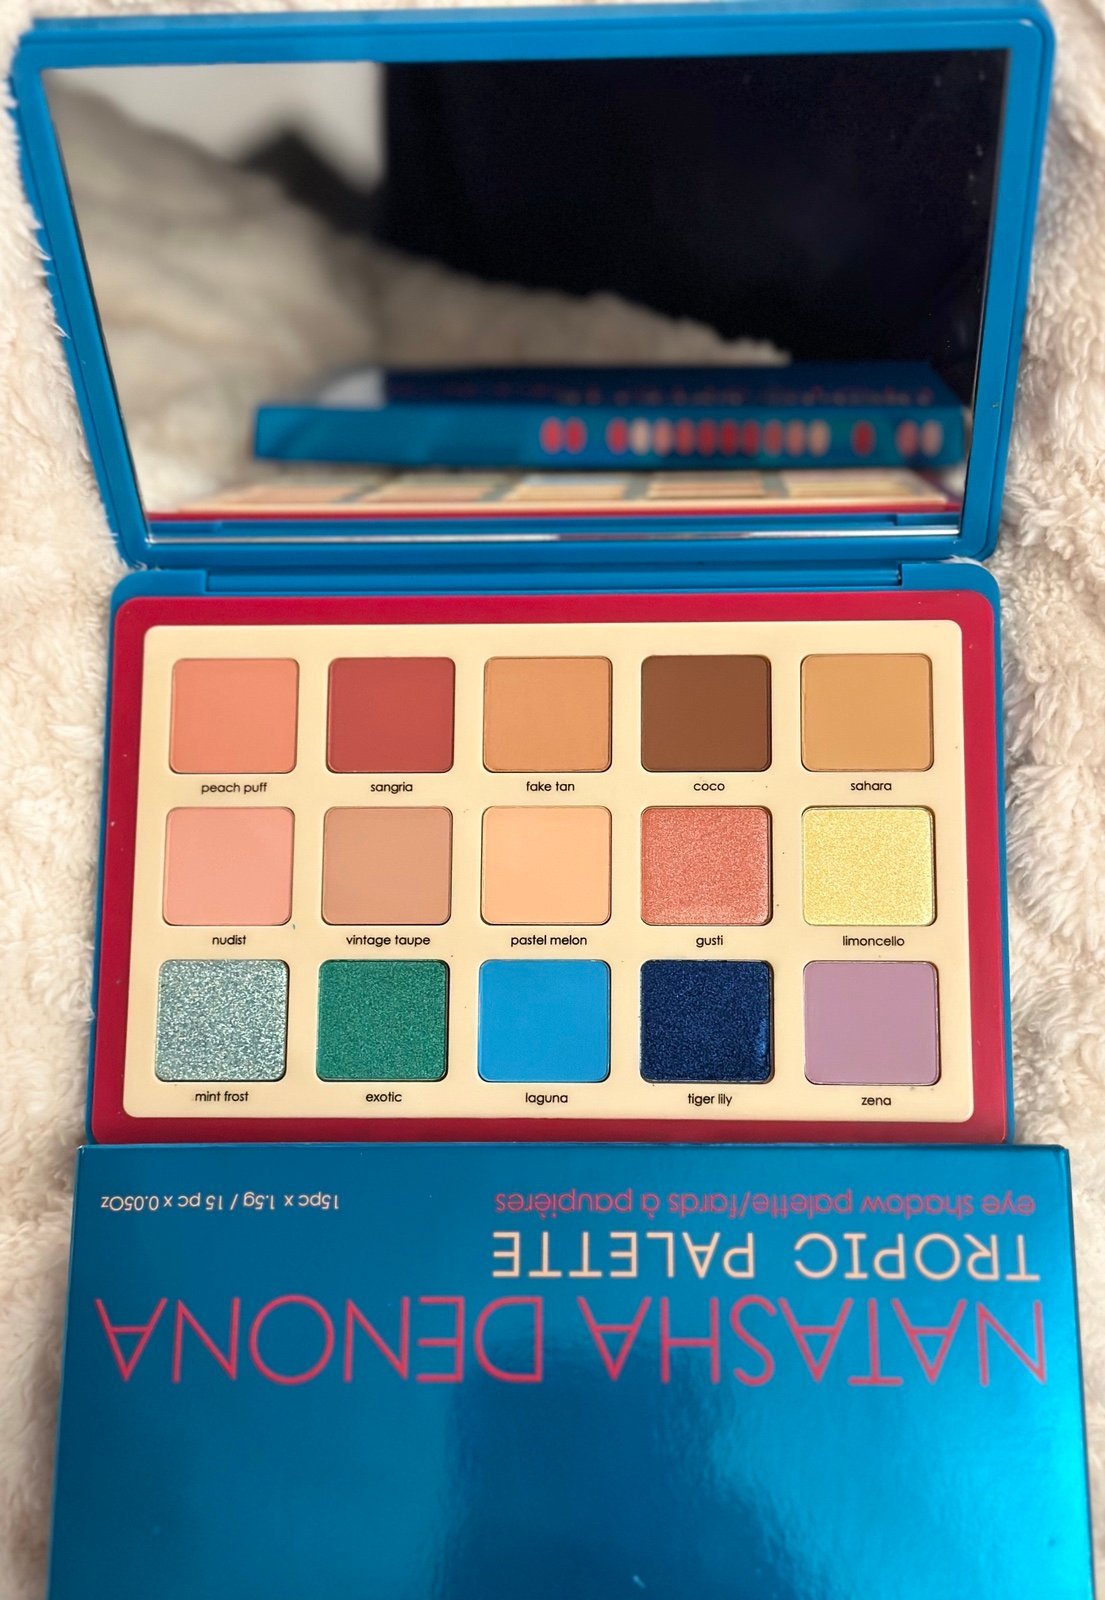 peach puff
sangria
fake tan
coco
sahara
nudist
vintage taupe
pastel melon
gusti
limoncello
mint frost
exotic
laguna
tiger lily
zena
NATASHA DENONA
TROPIC PALETTE
eye shadow palette/fards à paupières
15pc x 1.5g / 15 pc x 0.05Oz